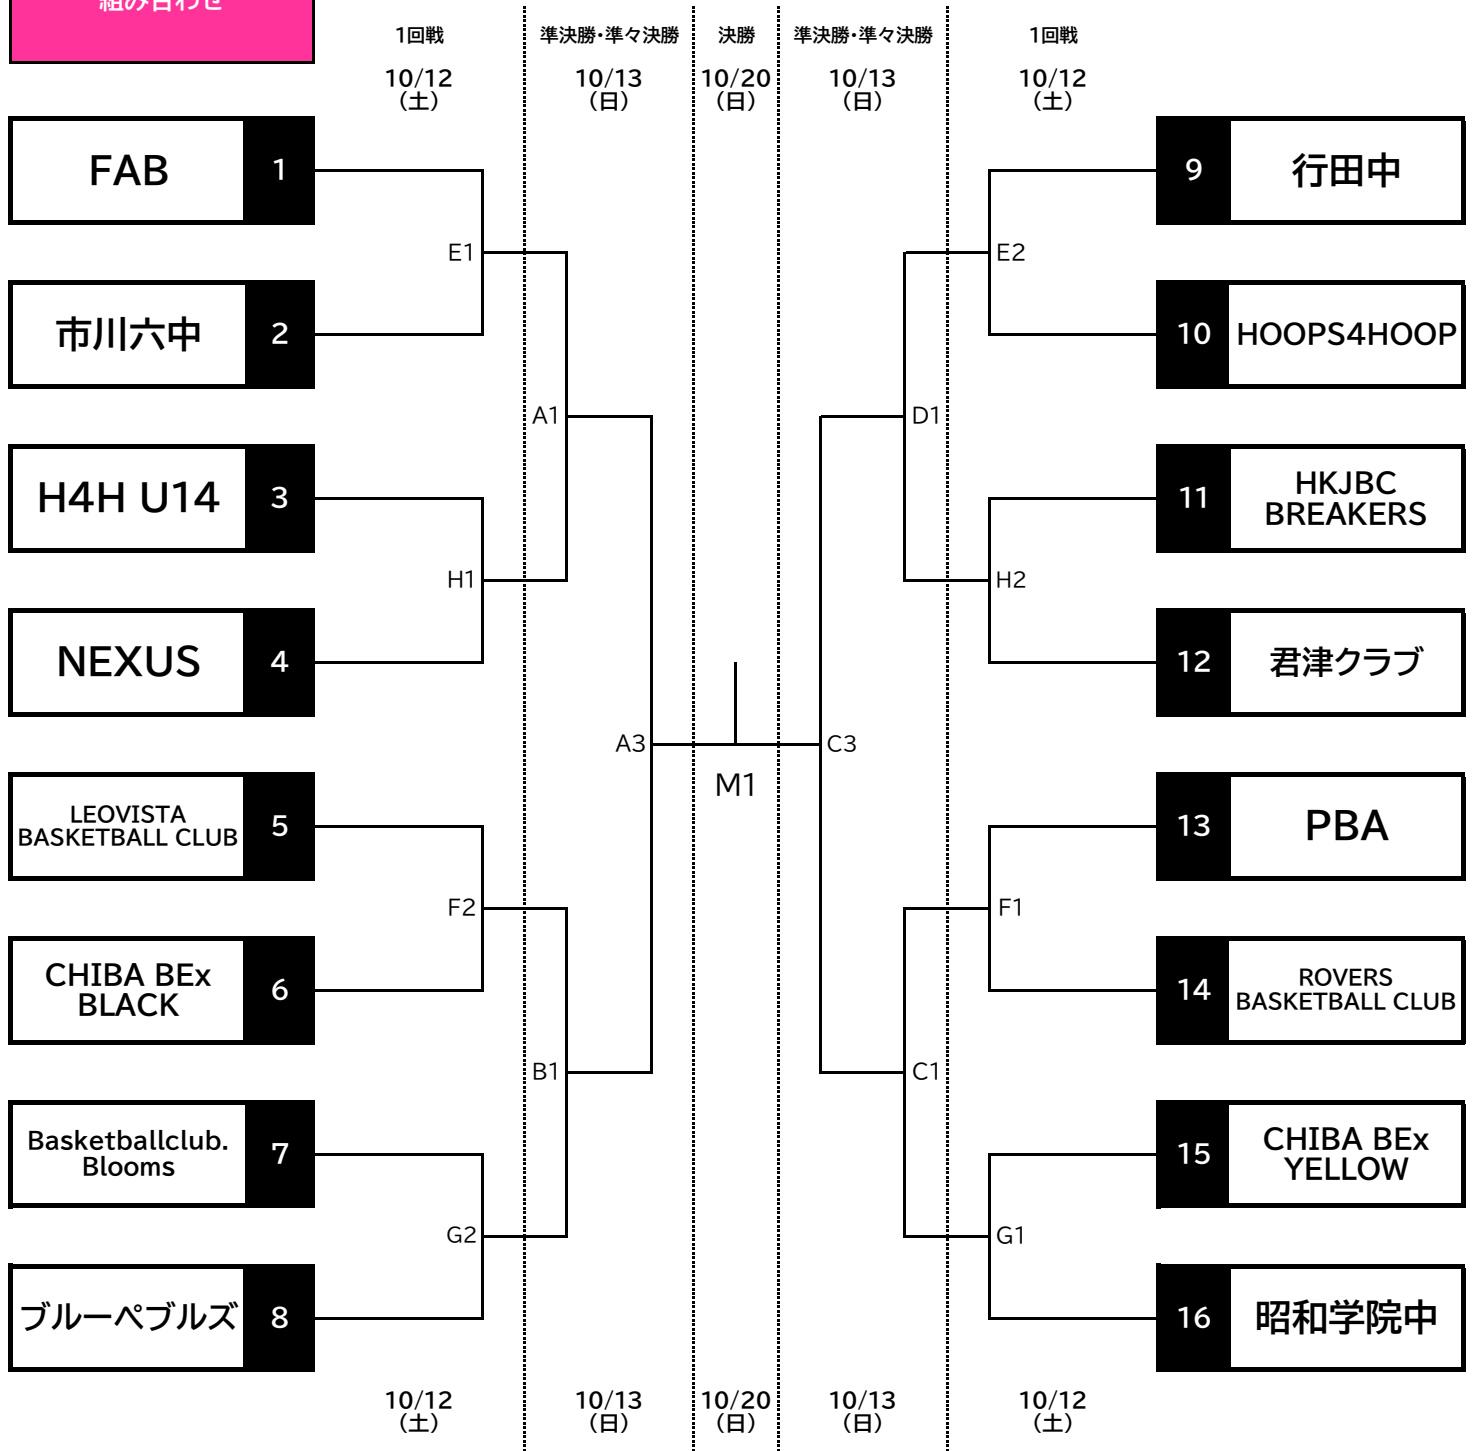 組み合わせ
1回戦
準決勝・準々決勝
決勝
準決勝・準々決勝
1回戦
10/12
（土）
10/13
（日）
10/20
（日）
10/13
（日）
10/12
（土）
FAB
1
E1
市川六中
2
A1
H4H U14
3
H1
NEXUS
4
A3
LEOVISTA
BASKETBALL CLUB
5
F2
CHIBA BEx
BLACK
6
B1
Basketballclub.
Blooms
7
G2
ブルーペブルズ
8
M1
9
行田中
E2
10
HOOPS4HOOP
D1
11
HKJBC
BREAKERS
H2
12
君津クラブ
C3
13
PBA
F1
14
ROVERS
BASKETBALL CLUB
C1
15
CHIBA BEx
YELLOW
G1
16
昭和学院中
10/12
（土）
10/13
（日）
10/20
（日）
10/13
（日）
10/12
（土）